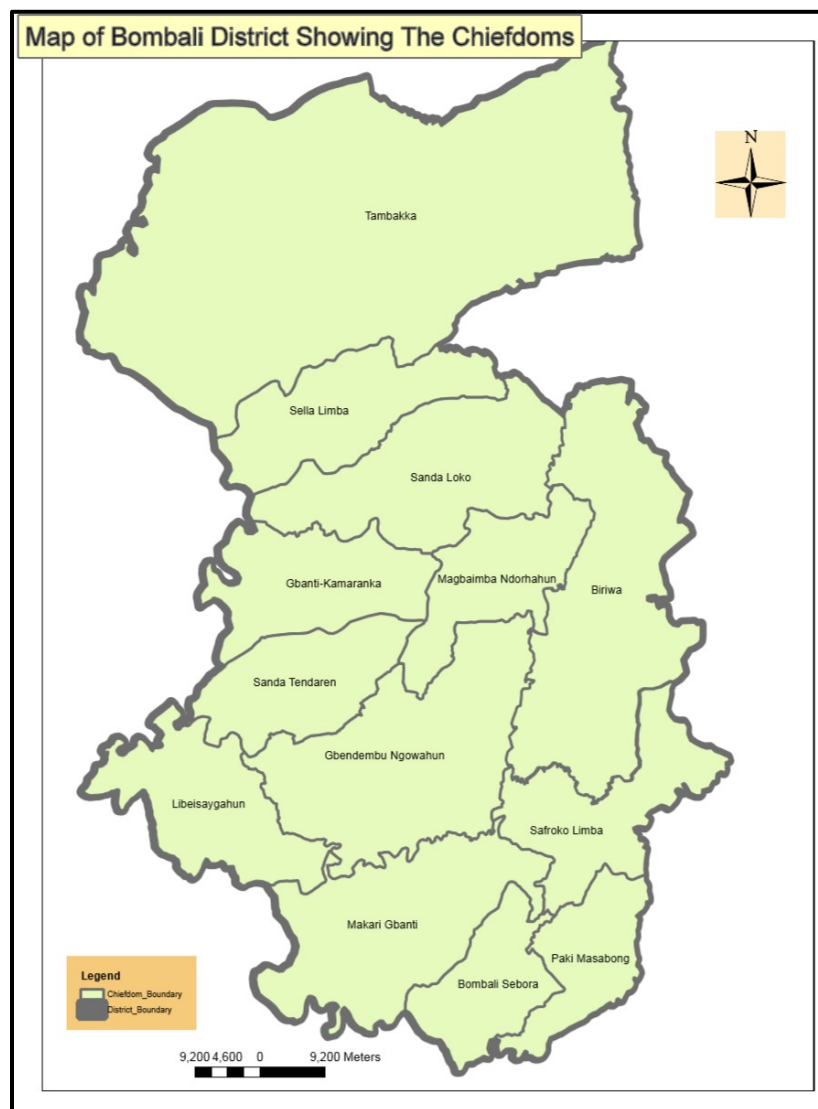 Map of Bombali District Showing The Chiefdoms
N
Tambakka
Sella Limba
Sanda Loko
Gbanti-Kamaranka
Magbaimba Ndorhahun
Biriwa
Sanda Tendaren
Gbendembu Ngowahun
Libeisaygahun
Safroko Limba
Makari Gbanti
Paki Masabong
Bombali Sebora
Legend
Chiefdom_Boundary
District_Boundary
9,200 4,600 0 9,200 Meters